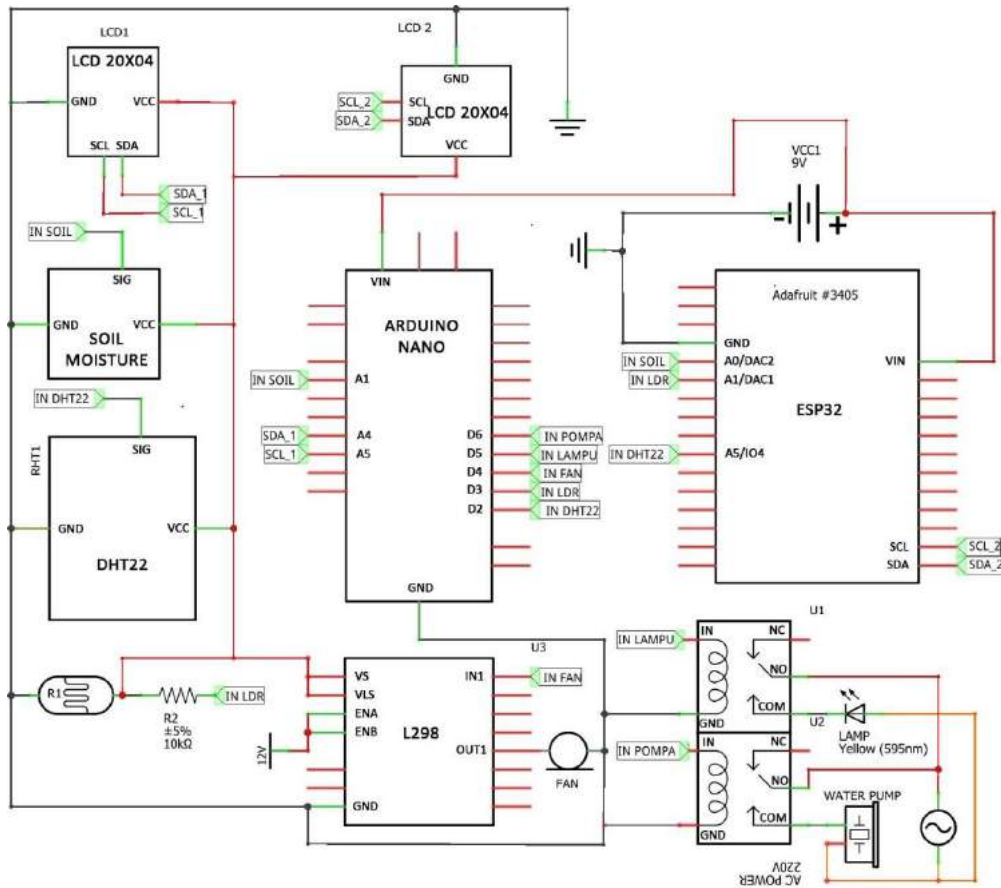 LCD1
LCD 20X04
GND
VCC
SCL
SDA
SDA_1
SCL_1
LCD 2
GND
SCL_2
SCL
SDA_2
SDA
LCD 20X04
VCC
IN SOIL
SIG
GND
VCC
SOIL
MOISTURE
IN DHT22
RHT1
SIG
GND
VCC
DHT22
VCC1
9V
-
+
VIN
ARDUINO
NANO
IN SOIL
A1
SDA_1
A4
SCL_1
A5
D6
IN POMPA
D5
IN LAMPU
D4
IN FAN
D3
IN LDR
D2
IN DHT22
GND
Adafruit #3405
GND
IN SOIL
A0/DAC2
VIN
IN LDR
A1/DAC1
ESP32
IN DHT22
A5/IO4
SCL
SCL_2
SDA
SDA_2
R1
IN LDR
R2
±5%
10kΩ
12V
U3
VS
IN1
IN FAN
VLS
ENA
ENB
L298
OUT1
GND
FAN
U1
IN LAMPU
IN
NC
NO
COM
GND
U2
LAMP
Yellow (595nm)
IN POMPA
IN
NC
NO
COM
GND
WATER PUMP
AC POWER
220V